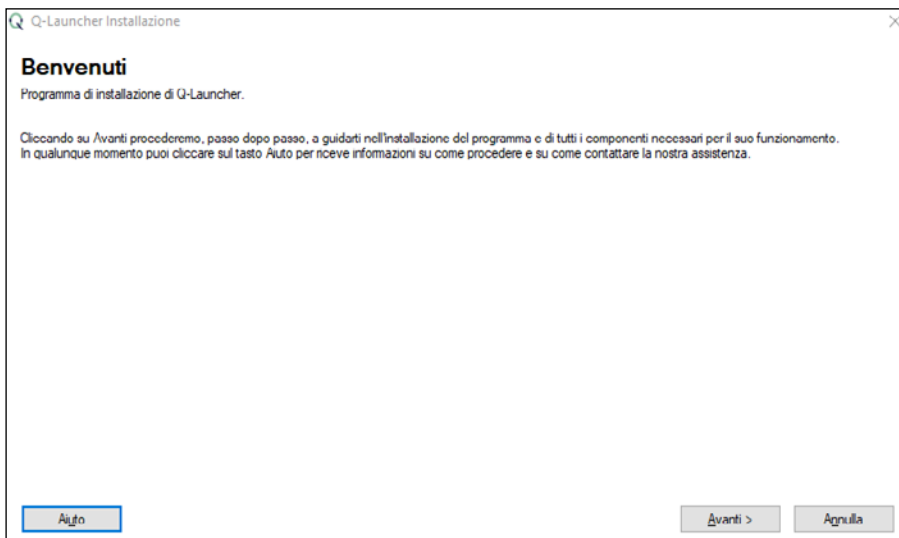 Q-Launcher Installazione
Benvenuti
Programma di installazione di Q-Launcher.
Cliccando su Avanti procederemo, passo dopo passo, a guidarti nell'installazione del programma e di tutti i componenti necessari per il suo funzionamento.
In qualunque momento puoi cliccare sul tasto Aiuto per riceve informazioni su come procedere e su come contattare la nostra assistenza.
Aiuto
Avanti >
Annulla